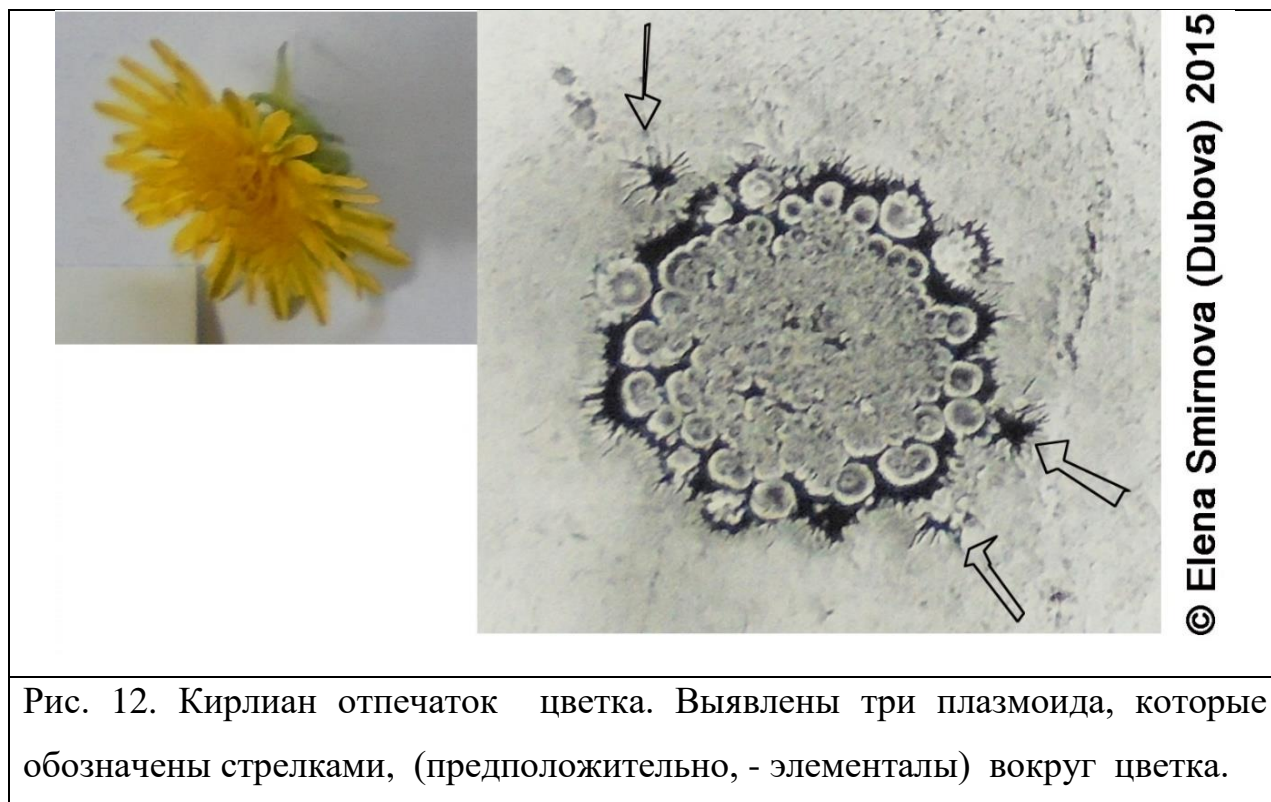 © Elena Smirnova (Dubova) 2015
Рис. 12. Кирлиан отпечаток цветка. Выявлены три плазмоида, которые
обозначены стрелками, (предположительно, - элементалы) вокруг цветка.